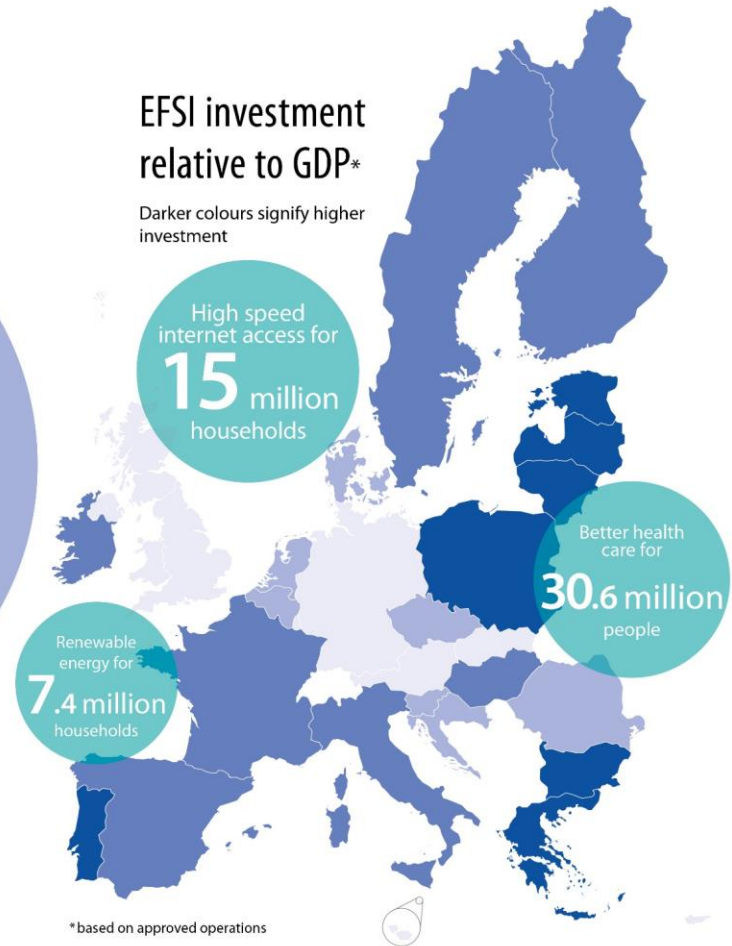 EFSI investment
relative to GDP*
Darker colours signify higher
investment
High speed
internet access for
15 million
households
Better health
care for
30.6 million
people
Renewable
energy for
7.4 million
households
* based on approved operations